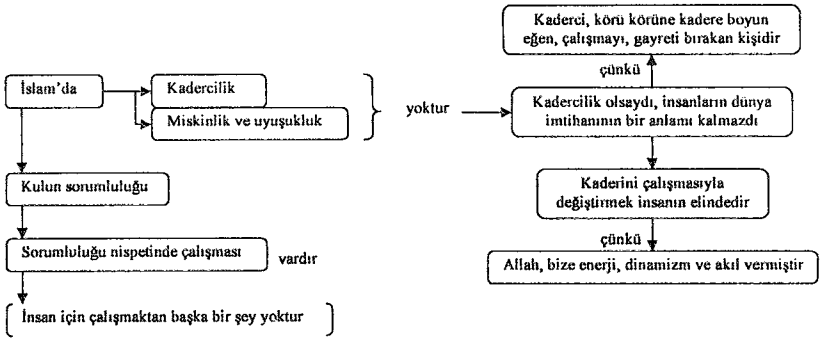 Kaderci, körü körüne kadere boyun
eğen, çalışmayı, gayreti bırakan kişidir
çünkü
İslam'da
Kadercilik
Miskinlik ve uyuşukluk
yoktur
Kadercilik olsaydı, insanların dünya
imtihanının bir anlamı kalmazdı
Kulun sorumluluğu
Kaderini çalışmasıyla
değiştirmek insanın elindedir
çünkü
Sorumluluğu nispetinde çalışması
vardır
Allah, bize enerji, dinamizm ve akıl vermiştir
İnsan için çalışmaktan başka bir şey yoktur